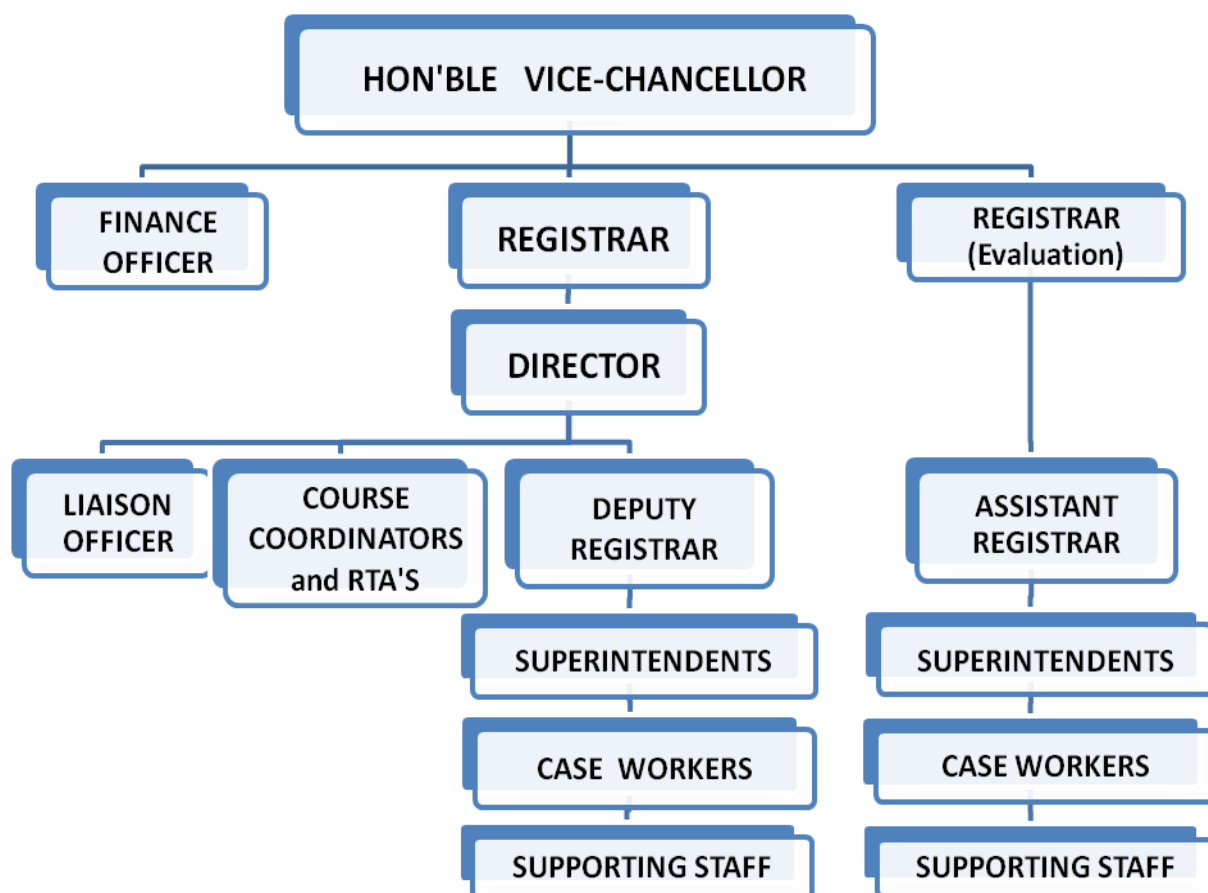 HON'BLE VICE-CHANCELLOR
FINANCE
OFFICER
REGISTRAR
REGISTRAR
(Evaluation)
DIRECTOR
LIAISON
OFFICER
COURSE
COORDINATORS
and RTA'S
DEPUTY
REGISTRAR
ASSISTANT
REGISTRAR
SUPERINTENDENTS
SUPERINTENDENTS
CASE WORKERS
CASE WORKERS
SUPPORTING STAFF
SUPPORTING STAFF